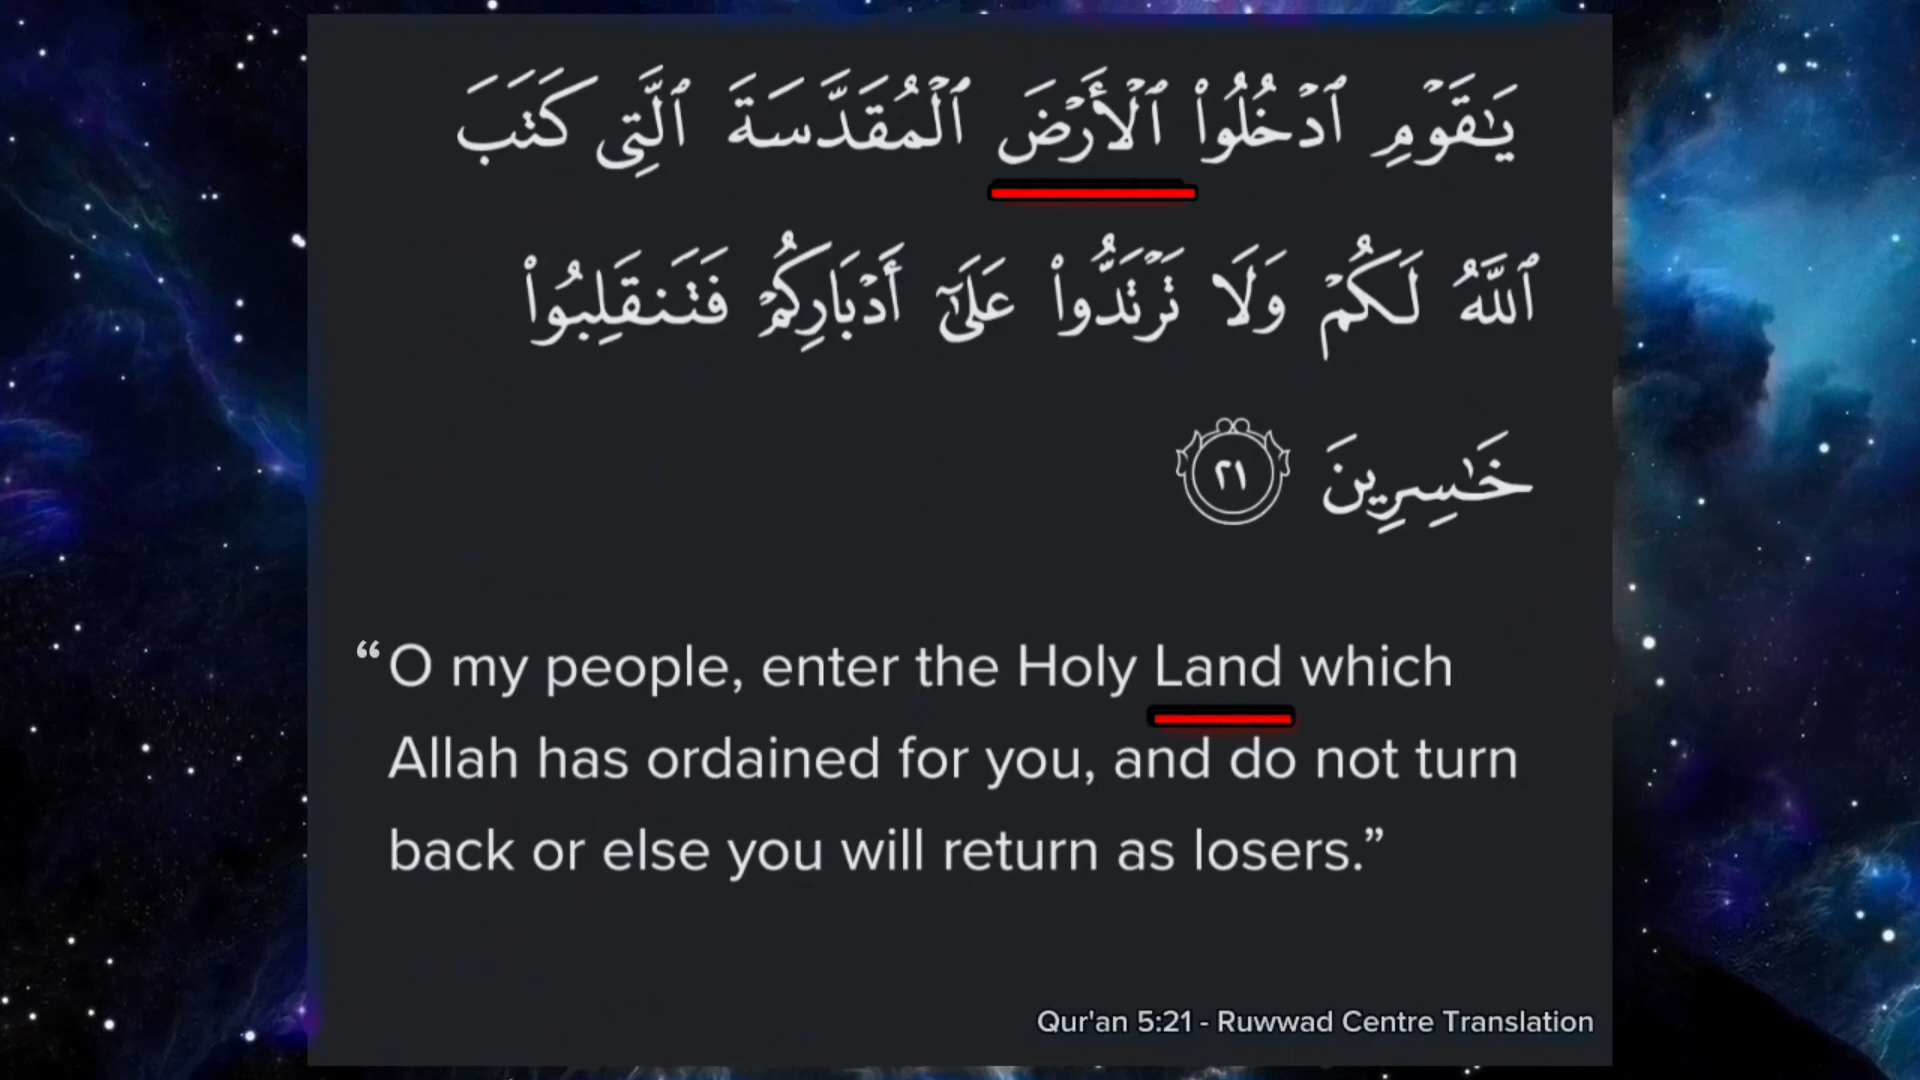 يَٰقَوۡمِ ٱدۡخُلُواْ ٱلۡأَرۡضَ ٱلۡمُقَدَّسَةَ ٱلَّتِي كَتَبَ
ٱللَّهُ لَكُمۡ وَلَا تَرۡتَدُّواْ عَلَىٰٓ أَدۡبَارِكُمۡ فَتَنقَلِبُواْ
خَٰسِرِينَ ٢١
“O my people, enter the Holy Land which
Allah has ordained for you, and do not turn
back or else you will return as losers.”
Qur'an 5:21 - Ruwwad Centre Translation